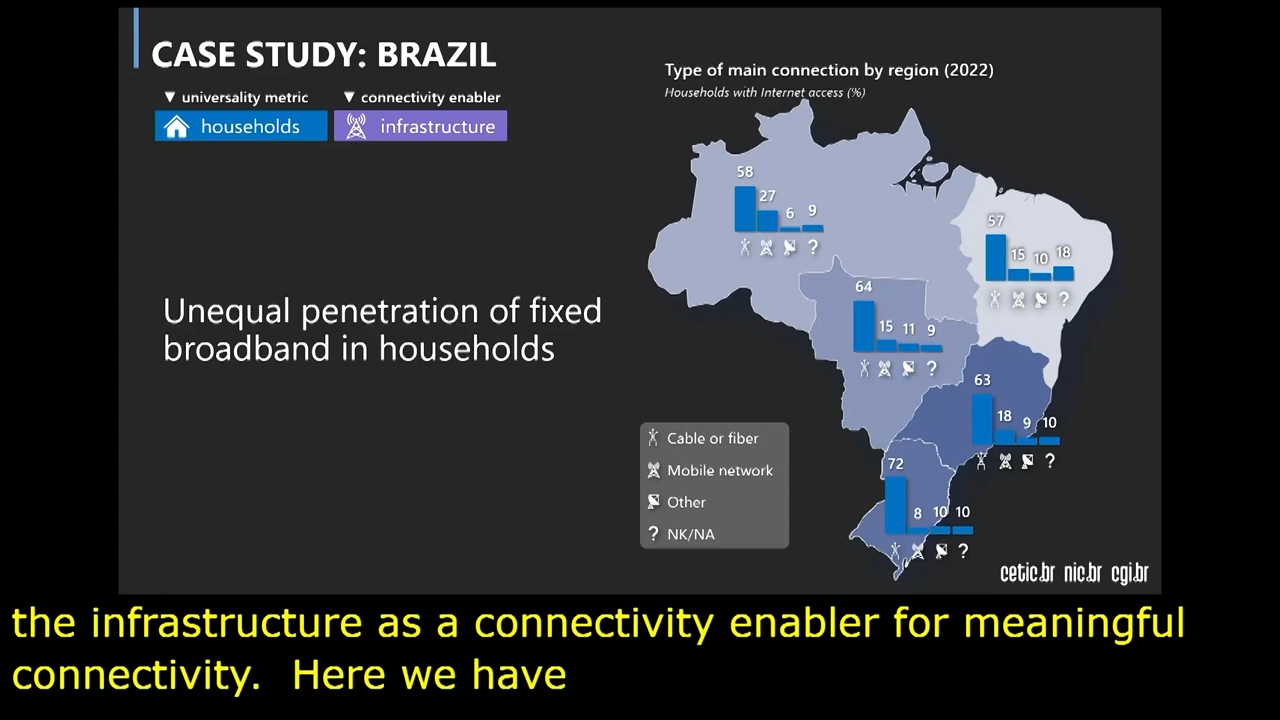 CASE STUDY: BRAZIL
▼ universality metric
▼ connectivity enabler
households
infrastructure
Unequal penetration of fixed
broadband in households
Type of main connection by region (2022)
Households with Internet access (%)
58 27 6 9
?
57 15 10 18
?
64 15 11 9
?
63 18 9 10
?
72 8 10 10
?
Cable or fiber
Mobile network
Other
? NK/NA
cetic.br nic.br cgi.br
the infrastructure as a connectivity enabler for meaningful
connectivity.  Here we have